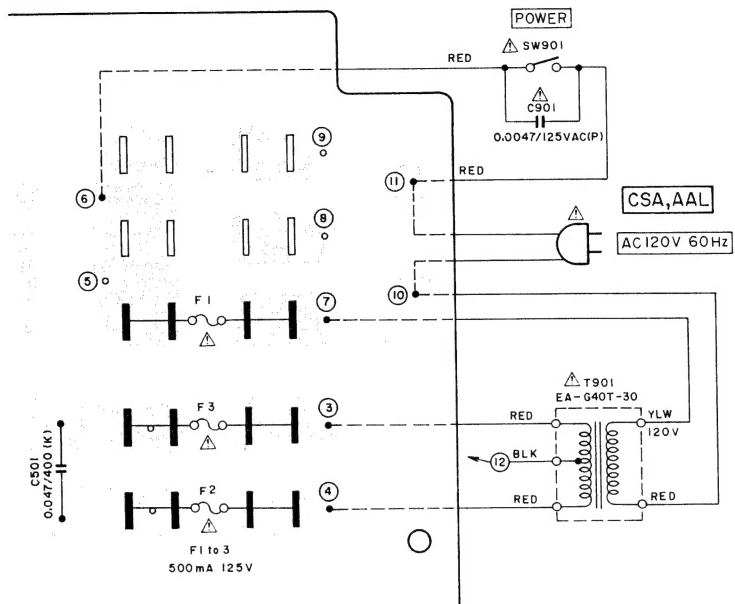 POWER
⚠ SW901
RED
⚠
C901
0.0047/125VAC(P)
9
11
RED
6
CSA, AAL
⚠
8
AC 120V 60Hz
5
10
F1
7
⚠
⚠ T901
EA-G40T-30
F3
3
RED
YLW
120V
⚠
C501
0.047/400 (K)
12
BLK
F2
4
RED
RED
⚠
F1 to 3
500mA 125V